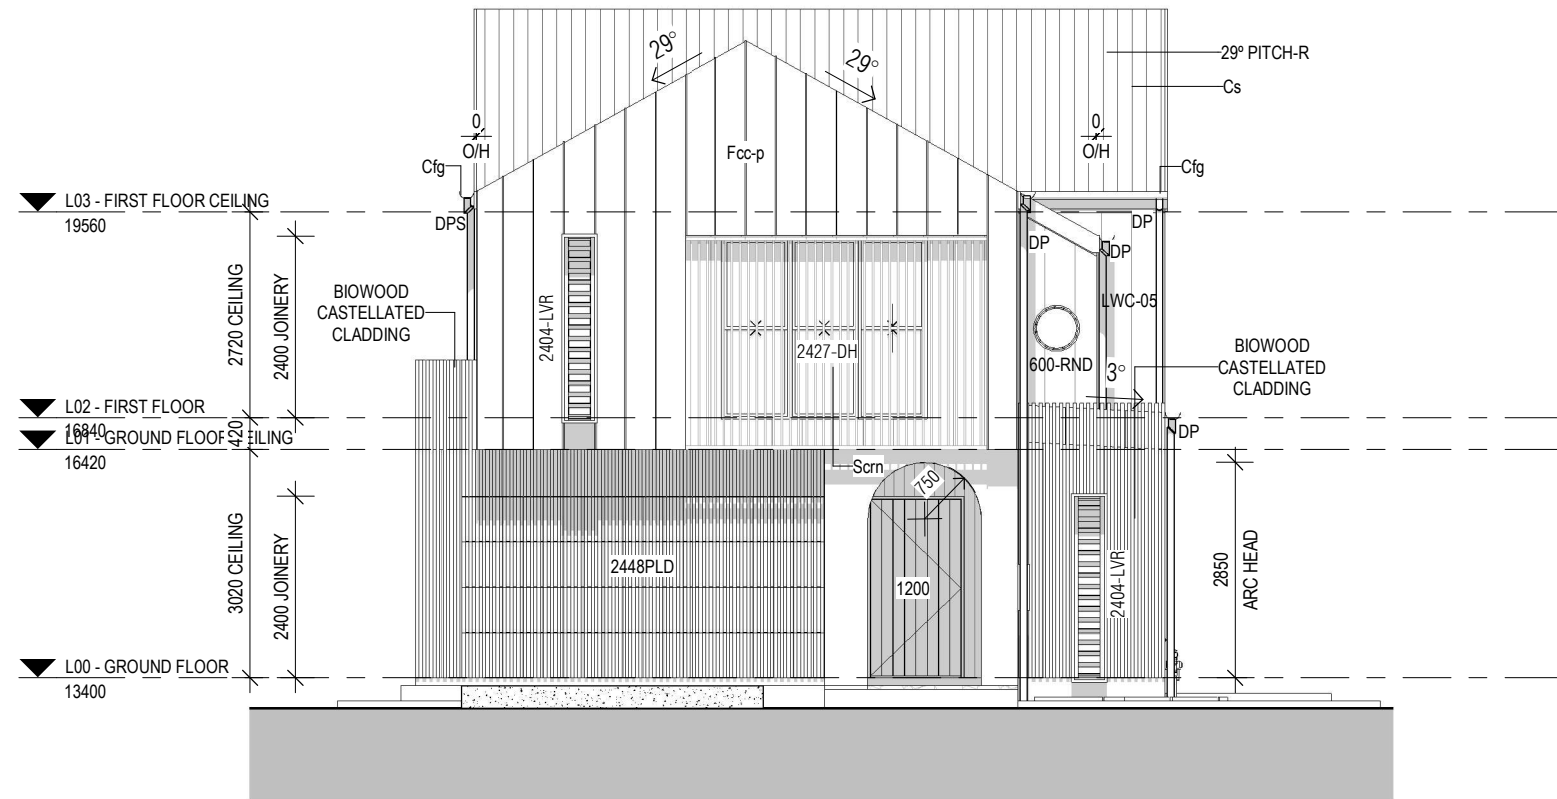 29°
29°
29º PITCH-R
Cs
0
O/H
0
O/H
Fcc-p
Cfg
Cfg
L03 - FIRST FLOOR CEILING
19560
DPS
DP
DP
DP
2720 CEILING
2400 JOINERY
BIOWOOD
CASTELLATED
CLADDING
2404-LVR
2427-DH
LWC-05
600-RND
3°
BIOWOOD
CASTELLATED
CLADDING
L02 - FIRST FLOOR
16840
420
L01 - GROUND FLOOR CEILING
16420
DP
Scrn
750
3020 CEILING
2400 JOINERY
2448PLD
1200
2404-LVR
2850
ARC HEAD
L00 - GROUND FLOOR
13400